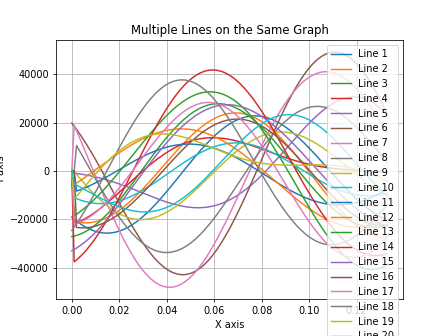 Multiple Lines on the Same Graph
40000
20000
0
−20000
−40000
0.00
0.02
0.04
0.06
0.08
0.10
X axis
Line 1
Line 2
Line 3
Line 4
Line 5
Line 6
Line 7
Line 8
Line 9
Line 10
Line 11
Line 12
Line 13
Line 14
Line 15
Line 16
Line 17
Line 18
Line 19
Line 20